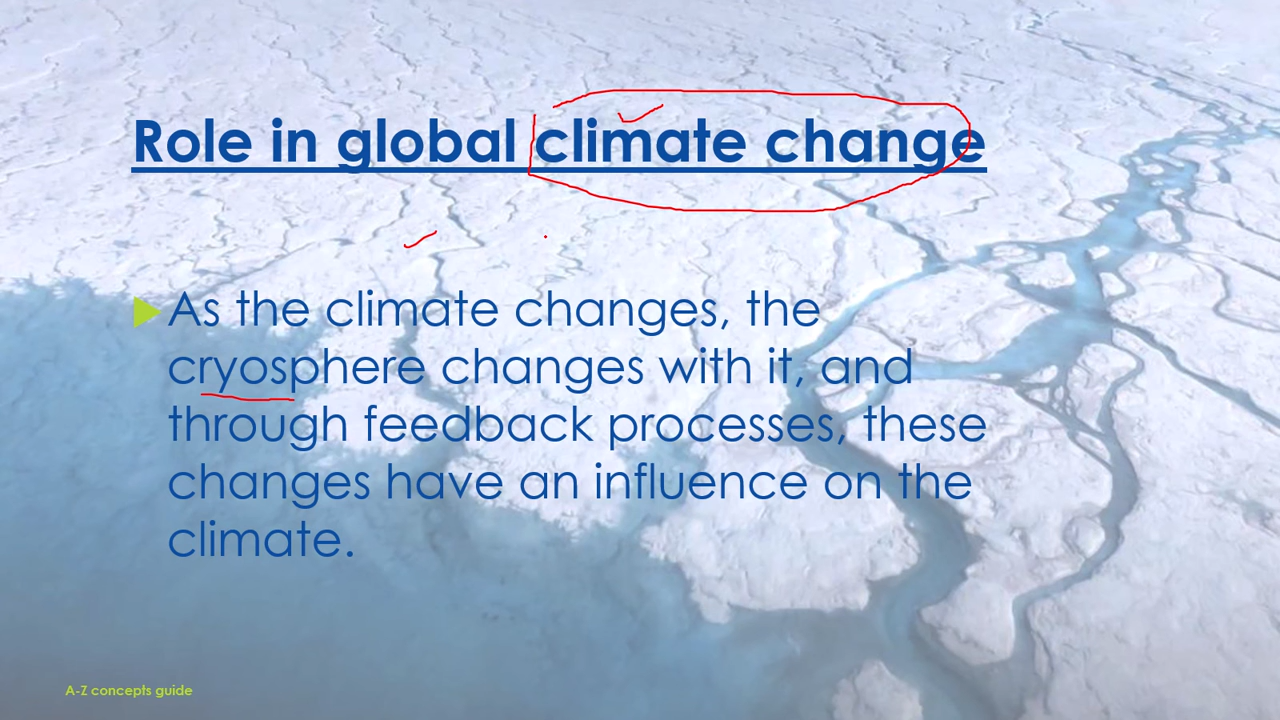 Role in global climate change
As the climate changes, the
cryosphere changes with it, and
through feedback processes, these
changes have an influence on the
climate.
A-Z concepts guide